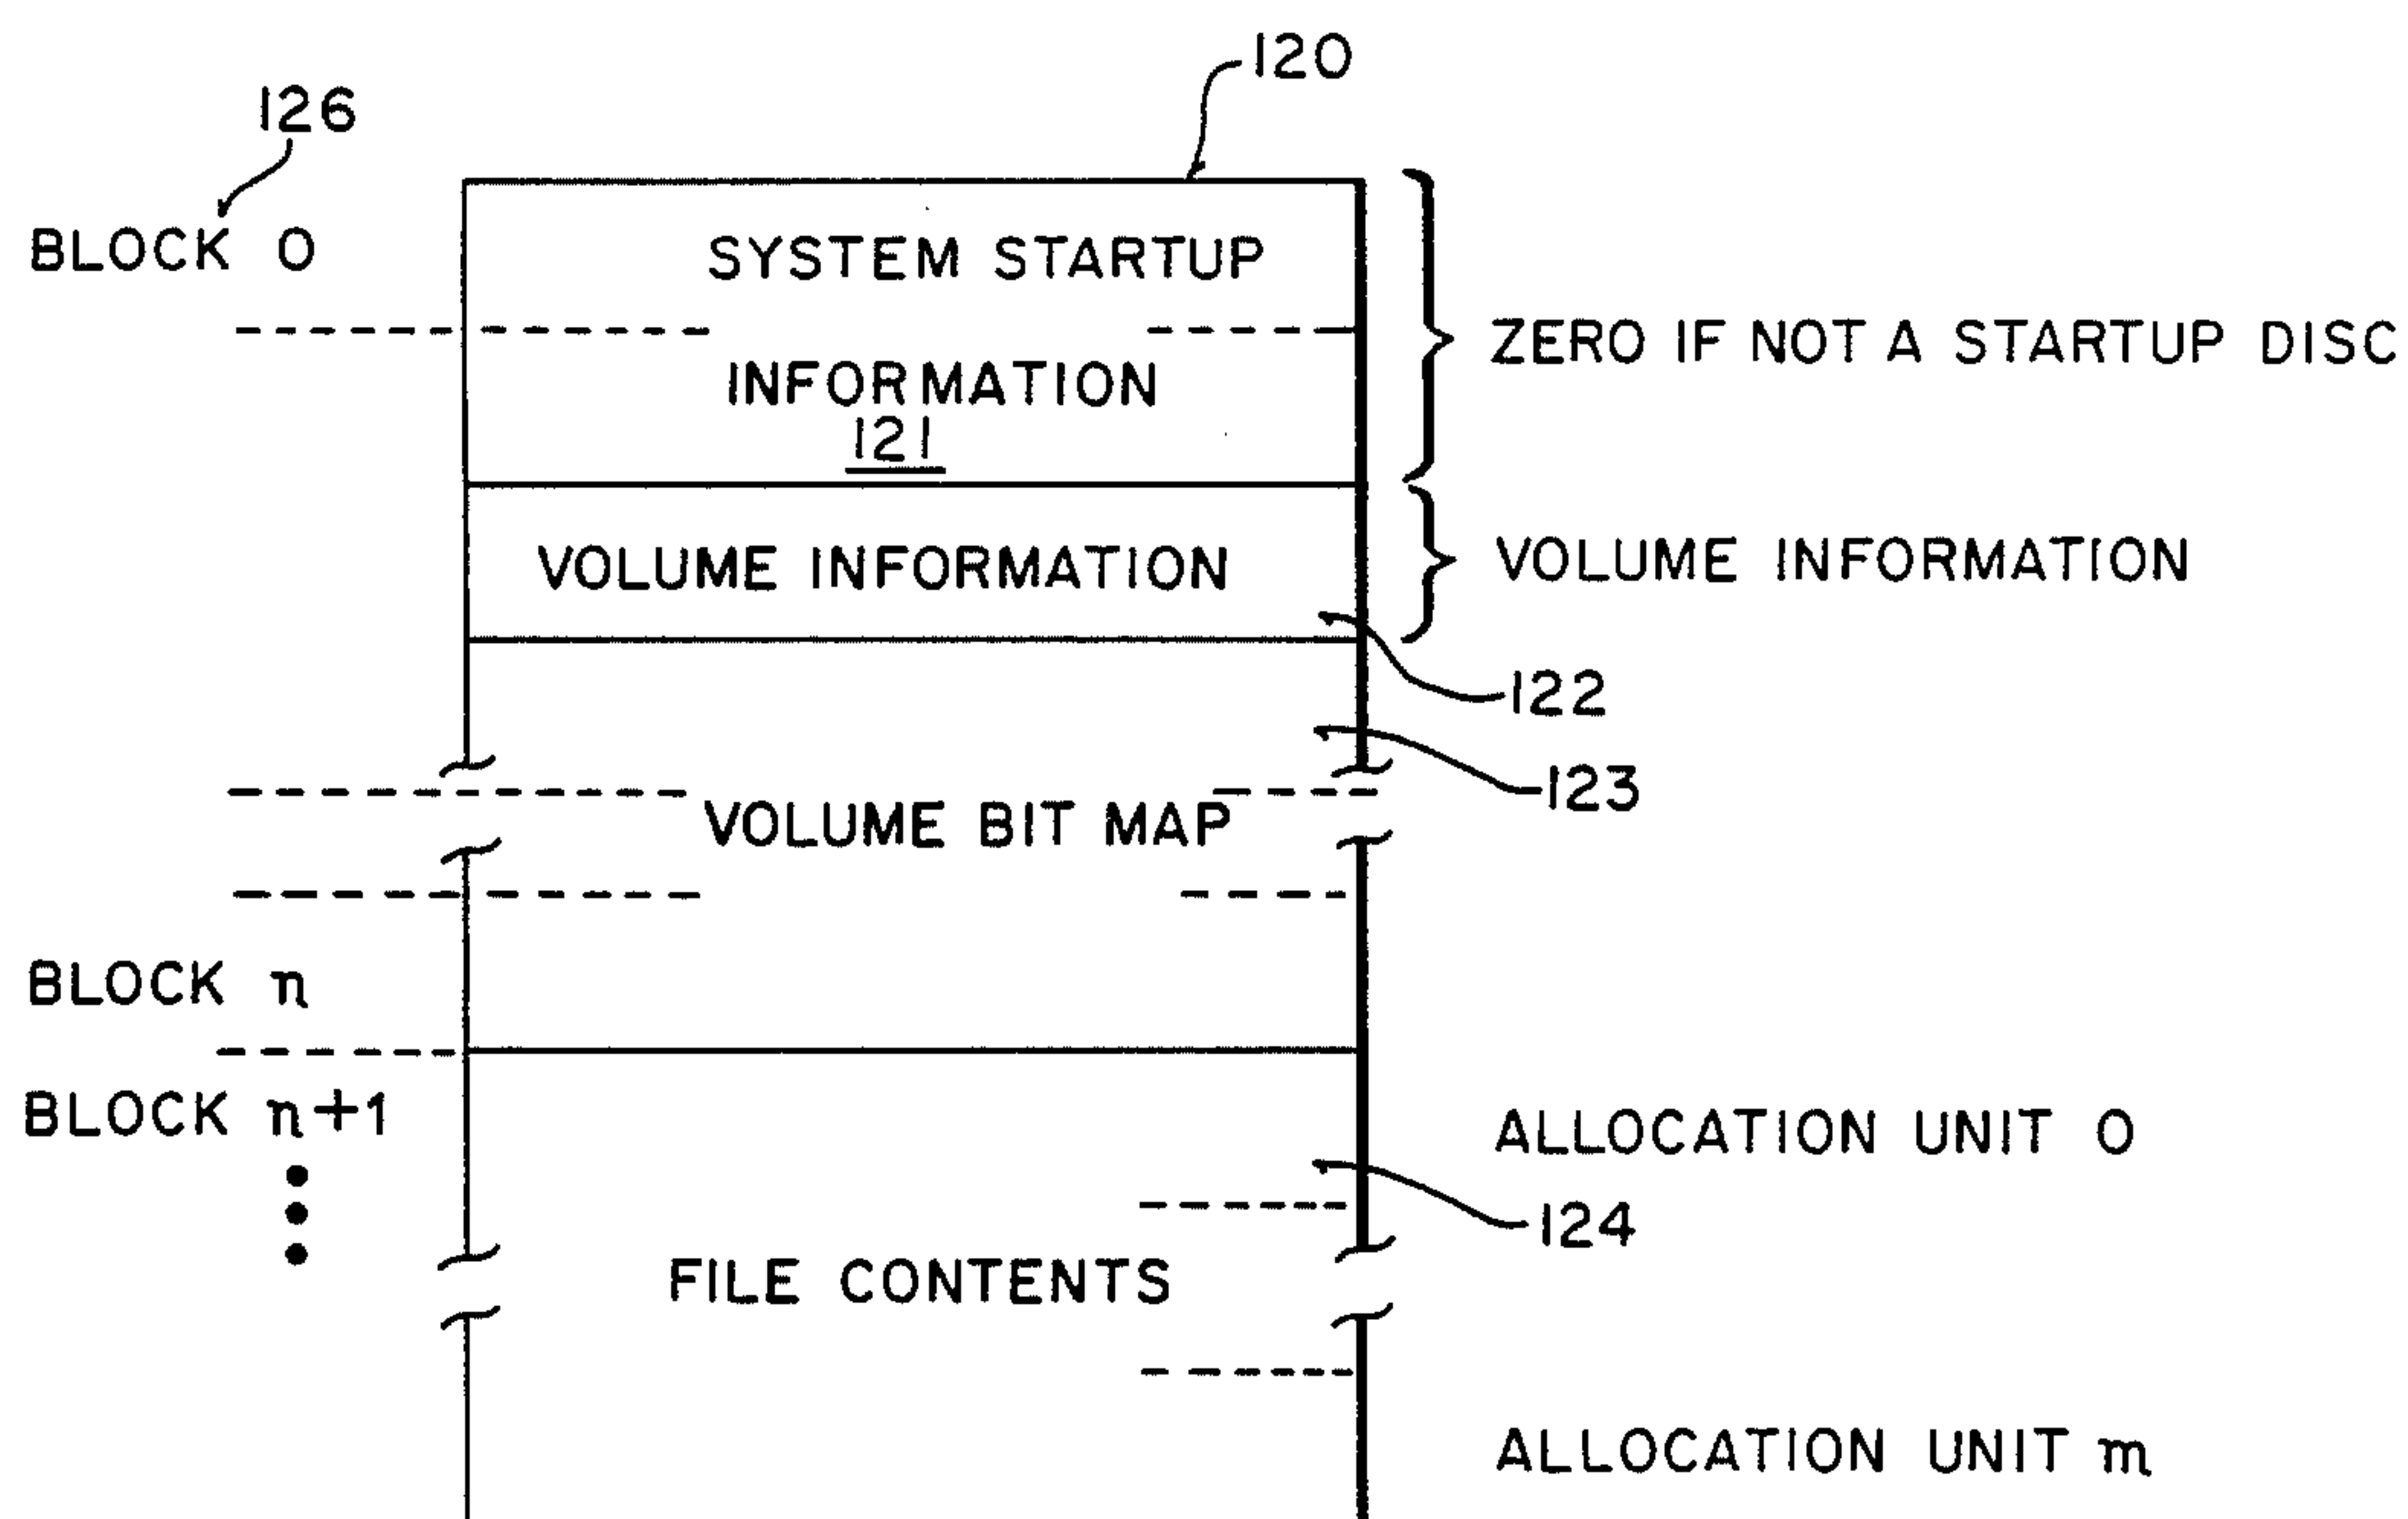 120
126
BLOCK 0
SYSTEM STARTUP
ZERO IF NOT A STARTUP DISC
INFORMATION
121
VOLUME INFORMATION
VOLUME INFORMATION
122
123
VOLUME BIT MAP
BLOCK n
BLOCK n+1
ALLOCATION UNIT 0
124
FILE CONTENTS
ALLOCATION UNIT m